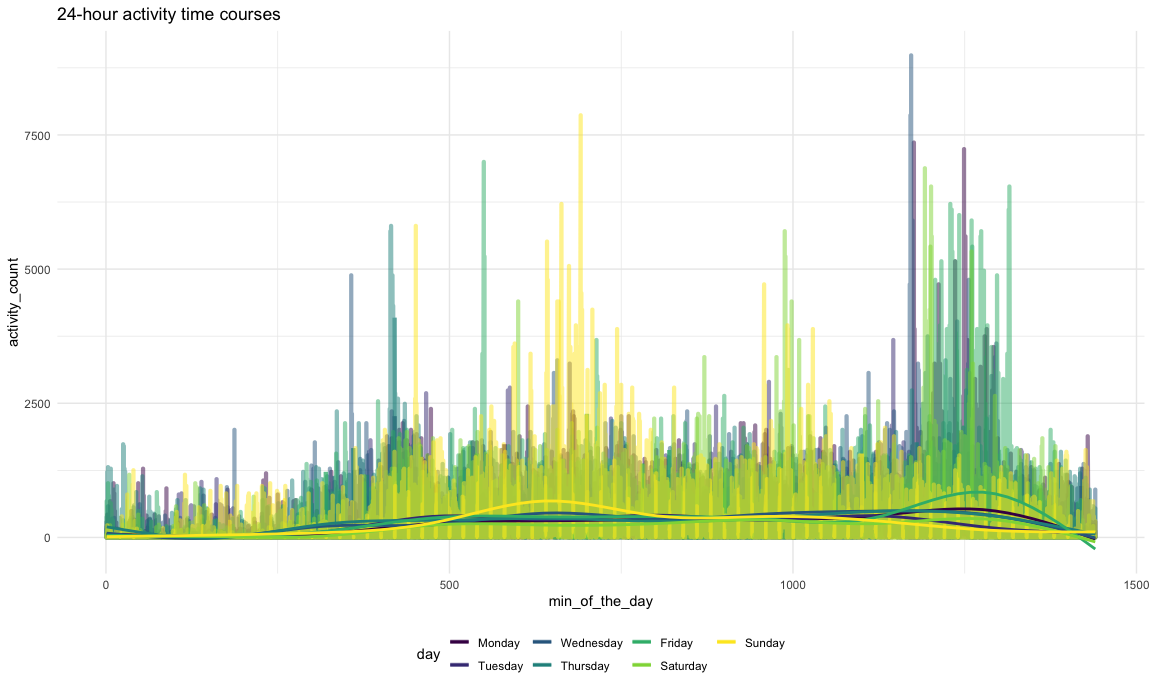 24-hour activity time courses
7500
5000
2500
0
activity_count
0 500 1000 1500
min_of_the_day
day
Monday Wednesday Friday Sunday
Tuesday Thursday Saturday